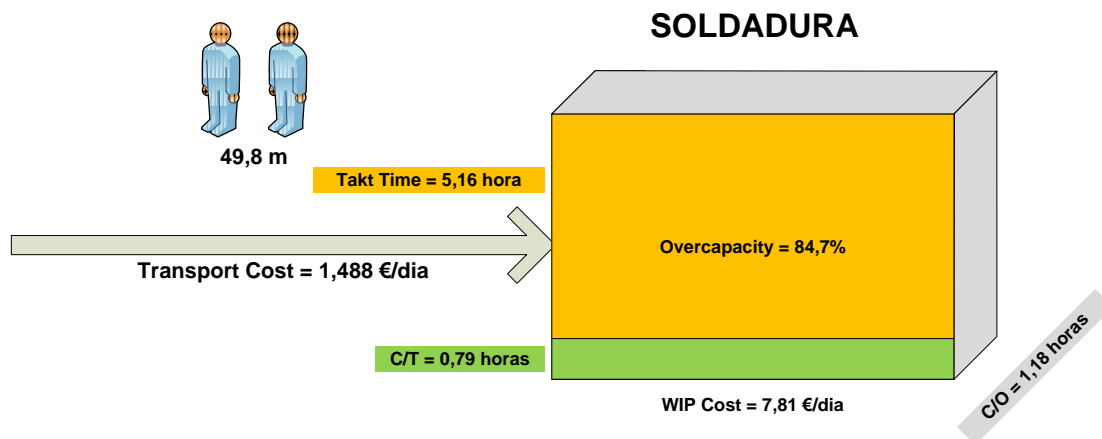 SOLDADURA
49,8 m
Takt Time = 5,16 hora
Overcapacity = 84,7%
Transport Cost = 1,488 €/dia
C/T = 0,79 horas
WIP Cost = 7,81 €/dia
C/O = 1,18 horas